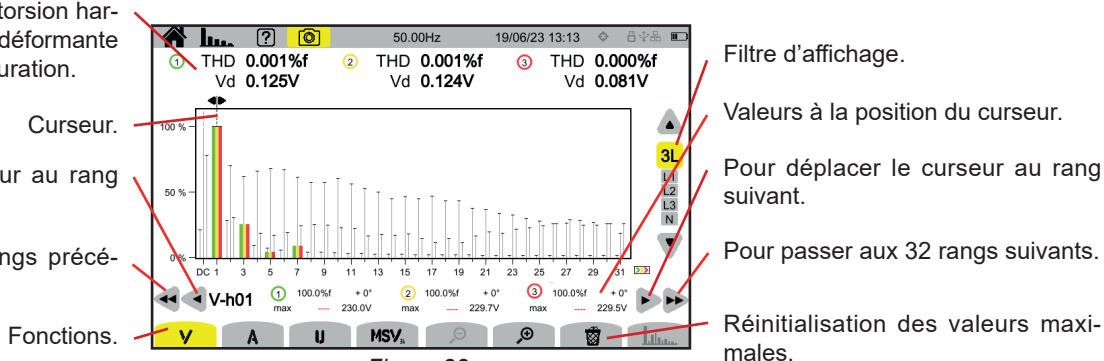 torsion har-
déformante
uration.
Curseur.
ur au rang
ngs précé-
Fonctions.
?
50.00Hz
19/06/23 13:13
1 THD 0.001%f
Vd 0.125V
2 THD 0.001%f
Vd 0.124V
3 THD 0.000%f
Vd 0.081V
100 %
50 %
0 %
DC 1 3 5 7 9 11 13 15 17 19 21 23 25 27 29 31
3L
L1
L2
L3
N
V-h01
1 100.0%f + 0°
max ---- 230.0V
2 100.0%f + 0°
max ---- 229.7V
3 100.0%f + 0°
max ---- 229.5V
V A U MSV
Filtre d'affichage.
Valeurs à la position du curseur.
Pour déplacer le curseur au rang
suivant.
Pour passer aux 32 rangs suivants.
Réinitialisation des valeurs maxi-
males.